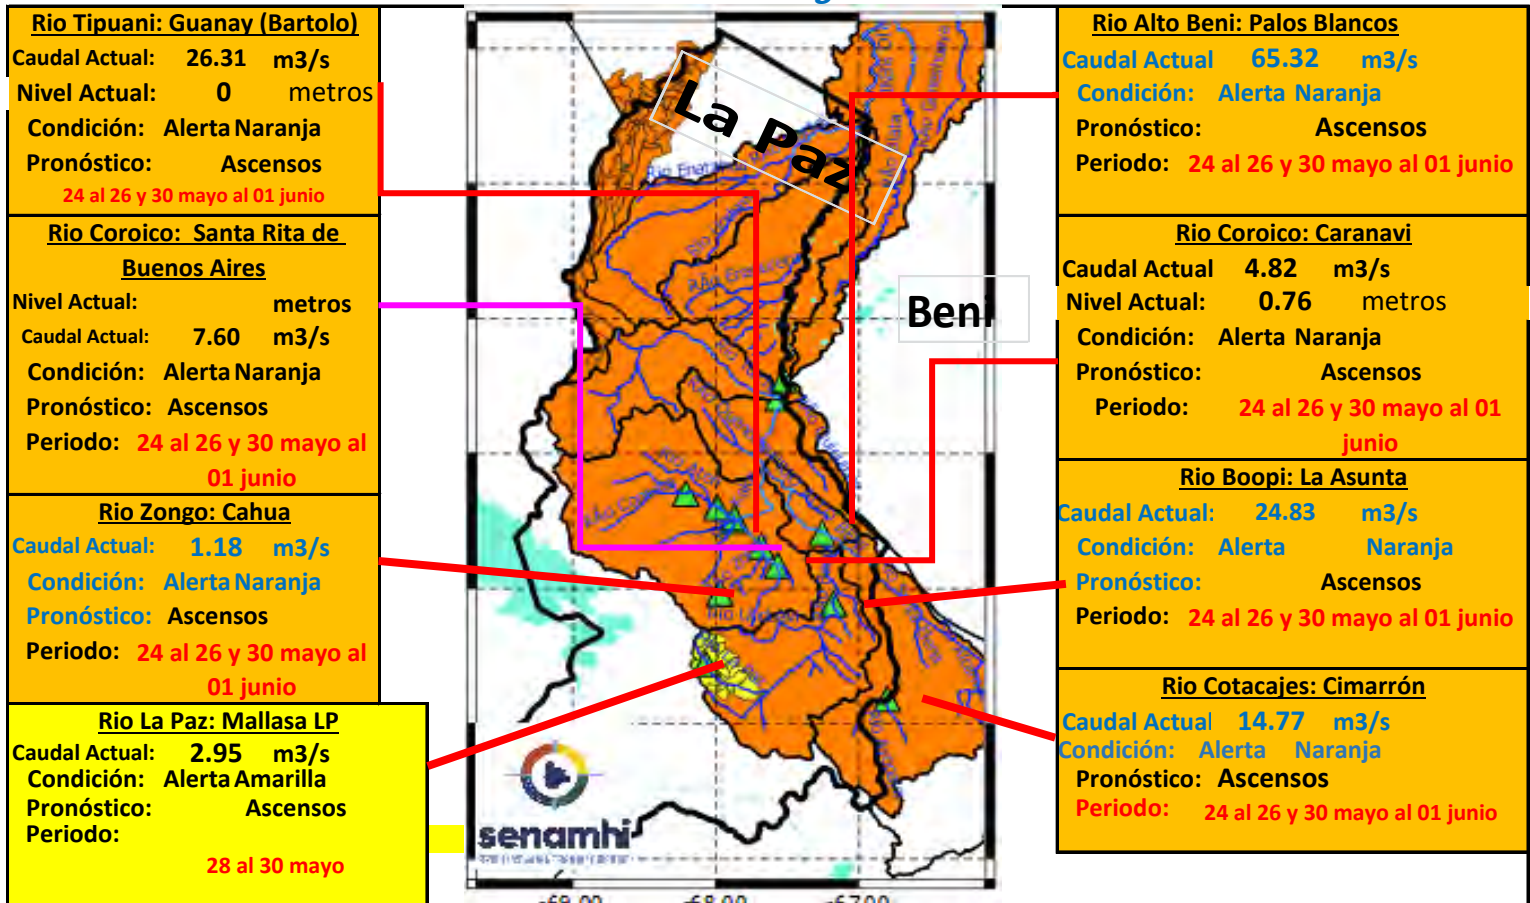 Rio Tipuani: Guanay (Bartolo)
Caudal Actual: 26.31 m3/s
Nivel Actual: 0 metros
Condición: Alerta Naranja
Pronóstico: Ascensos
24 al 26 y 30 mayo al 01 junio
Rio Coroico: Santa Rita de
Buenos Aires
Nivel Actual: metros
Caudal Actual: 7.60 m3/s
Condición: Alerta Naranja
Pronóstico: Ascensos
Periodo: 24 al 26 y 30 mayo al
01 junio
Rio Zongo: Cahua
Caudal Actual: 1.18 m3/s
Condición: Alerta Naranja
Pronóstico: Ascensos
Periodo: 24 al 26 y 30 mayo al
01 junio
Rio La Paz: Mallasa LP
Caudal Actual: 2.95 m3/s
Condición: Alerta Amarilla
Pronóstico: Ascensos
Periodo:
28 al 30 mayo
La Paz
Beni
senamhi
-69.00 -68.00 -67.00
Rio Alto Beni: Palos Blancos
Caudal Actual 65.32 m3/s
Condición: Alerta Naranja
Pronóstico: Ascensos
Periodo: 24 al 26 y 30 mayo al 01 junio
Rio Coroico: Caranavi
Caudal Actual 4.82 m3/s
Nivel Actual: 0.76 metros
Condición: Alerta Naranja
Pronóstico: Ascensos
Periodo: 24 al 26 y 30 mayo al 01
junio
Rio Boopi: La Asunta
Caudal Actual: 24.83 m3/s
Condición: Alerta Naranja
Pronóstico: Ascensos
Periodo: 24 al 26 y 30 mayo al 01 junio
Rio Cotacajes: Cimarrón
Caudal Actual 14.77 m3/s
Condición: Alerta Naranja
Pronóstico: Ascensos
Periodo: 24 al 26 y 30 mayo al 01 junio